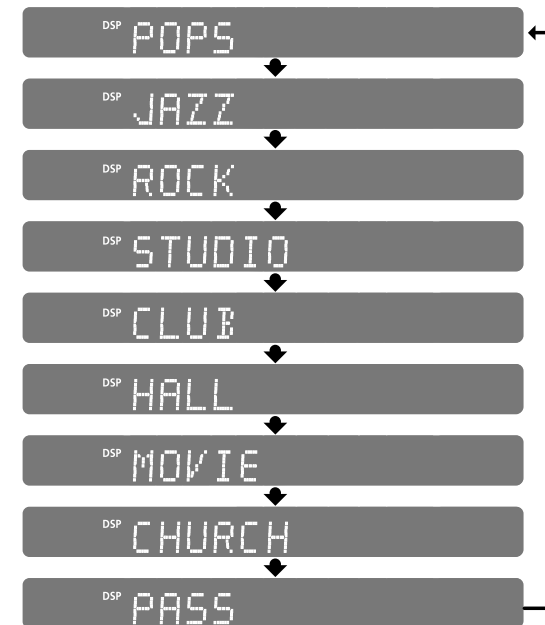 DSP POPS
DSP JAZZ
DSP ROCK
DSP STUDIO
DSP CLUB
DSP HALL
DSP MOVIE
DSP CHURCH
DSP PASS